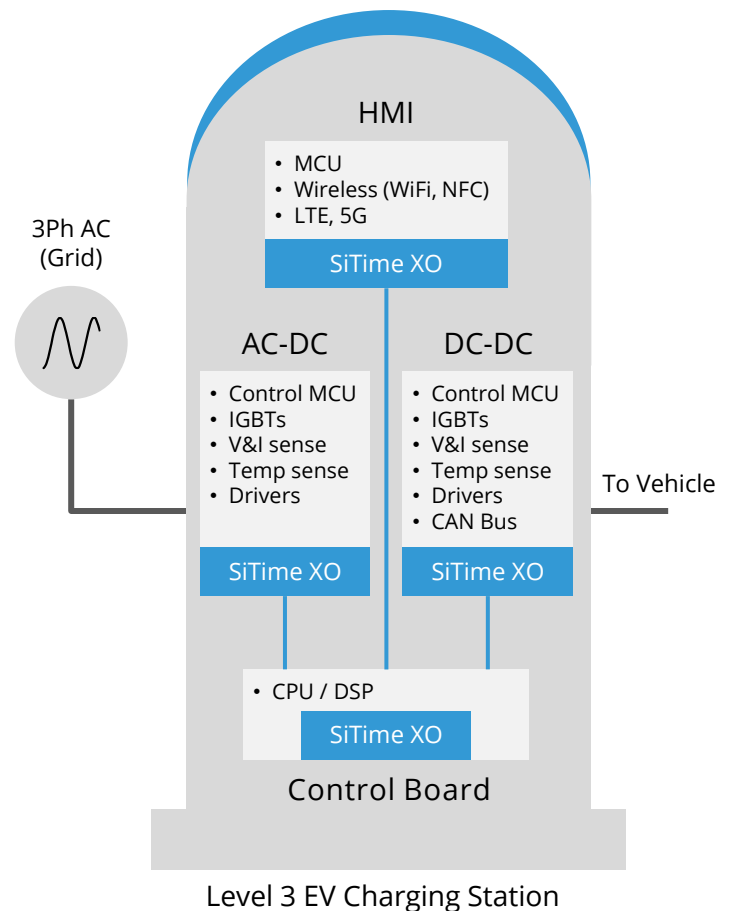 HMI
• MCU
• Wireless (WiFi, NFC)
• LTE, 5G
SiTime XO
3Ph AC
(Grid)
AC-DC
• Control MCU
• IGBTs
• V&I sense
• Temp sense
• Drivers
SiTime XO
DC-DC
• Control MCU
• IGBTs
• V&I sense
• Temp sense
• Drivers
• CAN Bus
SiTime XO
To Vehicle
• CPU / DSP
SiTime XO
Control Board
Level 3 EV Charging Station